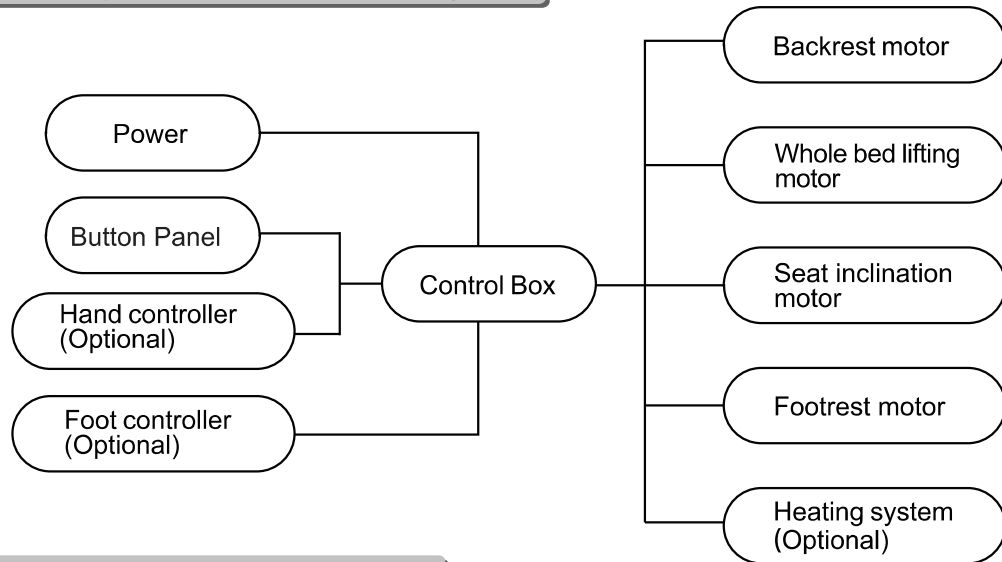 Power
Button Panel
Hand controller
(Optional)
Foot controller
(Optional)
Control Box
Backrest motor
Whole bed lifting
motor
Seat inclination
motor
Footrest motor
Heating system
(Optional)